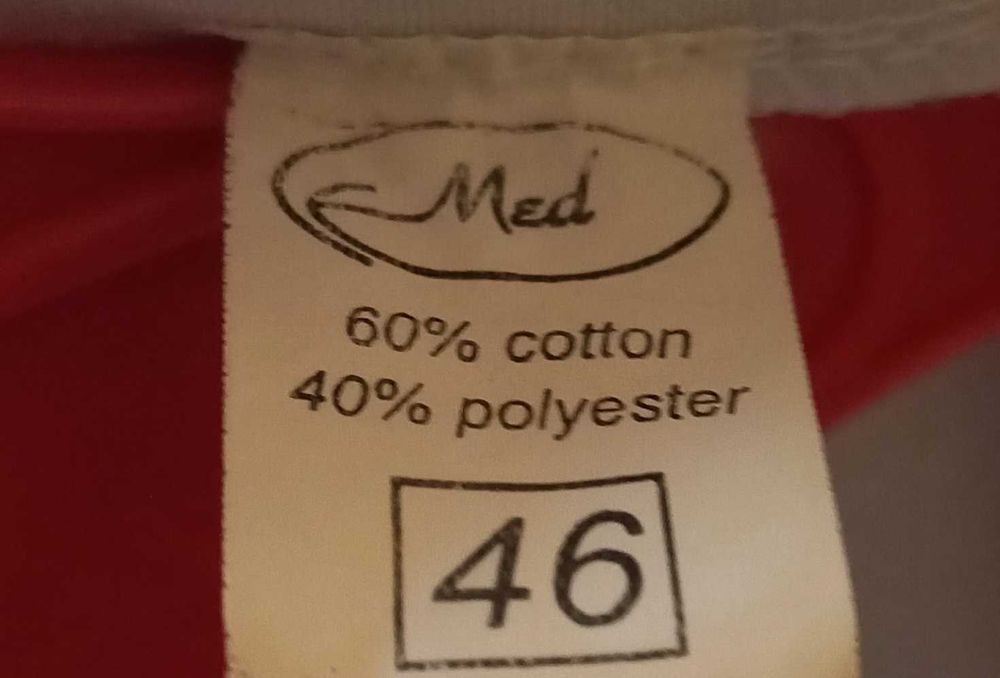 Med
60% cotton
40% polyester
46